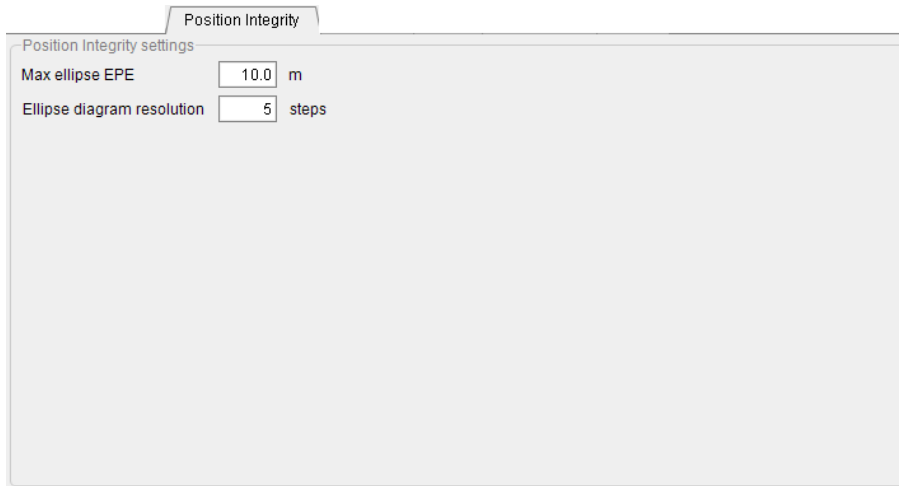 Position Integrity
Position Integrity settings
Max ellipse EPE 10.0 m
Ellipse diagram resolution 5 steps